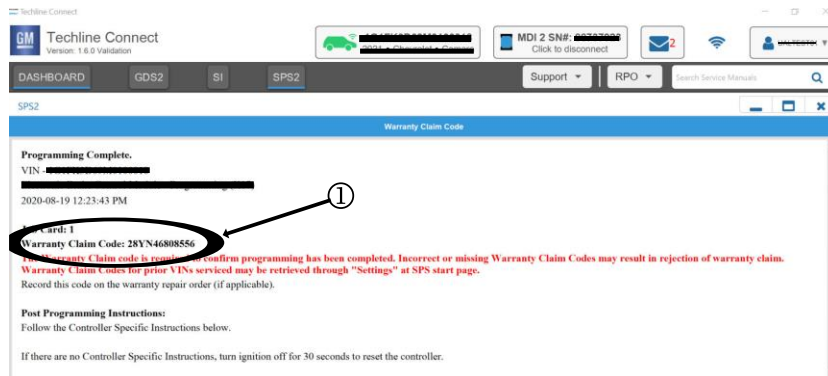 Techline Connect
GM
Techline Connect
Version: 1.6.0 Validation
MDI 2 SN#:
Click to disconnect
2
DASHBOARD GDS2 SI SPS2 Support RPO Search Service Manuals
SPS2
Warranty Claim Code
Programming Complete.
VIN -
2020-08-19 12:23:43 PM
①
Card: 1
Warranty Claim Code: 28YN46808556
The Warranty Claim code is required to confirm programming has been completed. Incorrect or missing Warranty Claim Codes may result in rejection of warranty claim.
Warranty Claim Codes for prior VINs serviced may be retrieved through "Settings" at SPS start page.
Record this code on the warranty repair order (if applicable).
Post Programming Instructions:
Follow the Controller Specific Instructions below.
If there are no Controller Specific Instructions, turn ignition off for 30 seconds to reset the controller.